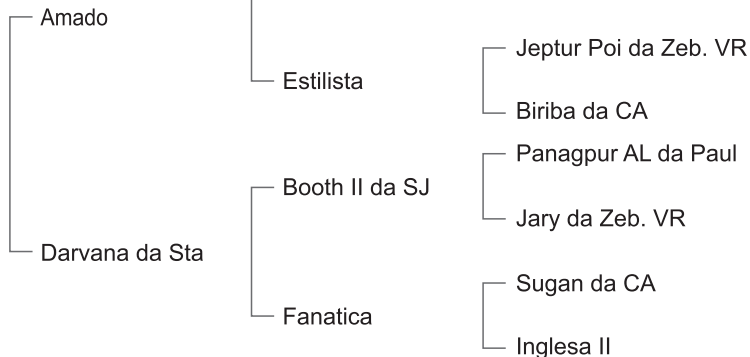 Amado
Jeptur Poi da Zeb. VR
Estilista
Biriba da CA
Panagpur AL da Paul
Booth II da SJ
Jary da Zeb. VR
Darvana da Sta
Sugan da CA
Fanatica
Inglesa II